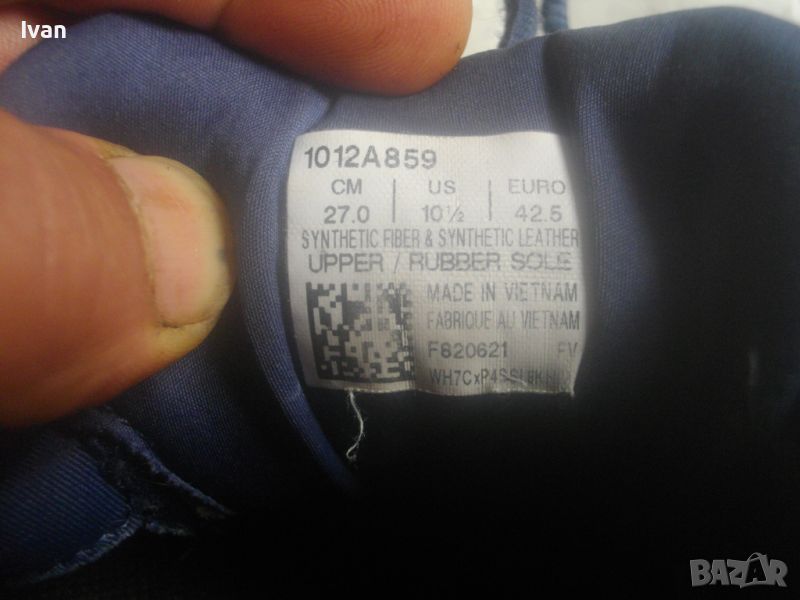 Ivan
1012A859
CM | US | EURO
27.0 | 10½ | 42.5
SYNTHETIC FIBER & SYNTHETIC LEATHER
UPPER / RUBBER SOLE
MADE IN VIETNAM
FABRIQUE AU VIETNAM
F820621 FV
BAZAR